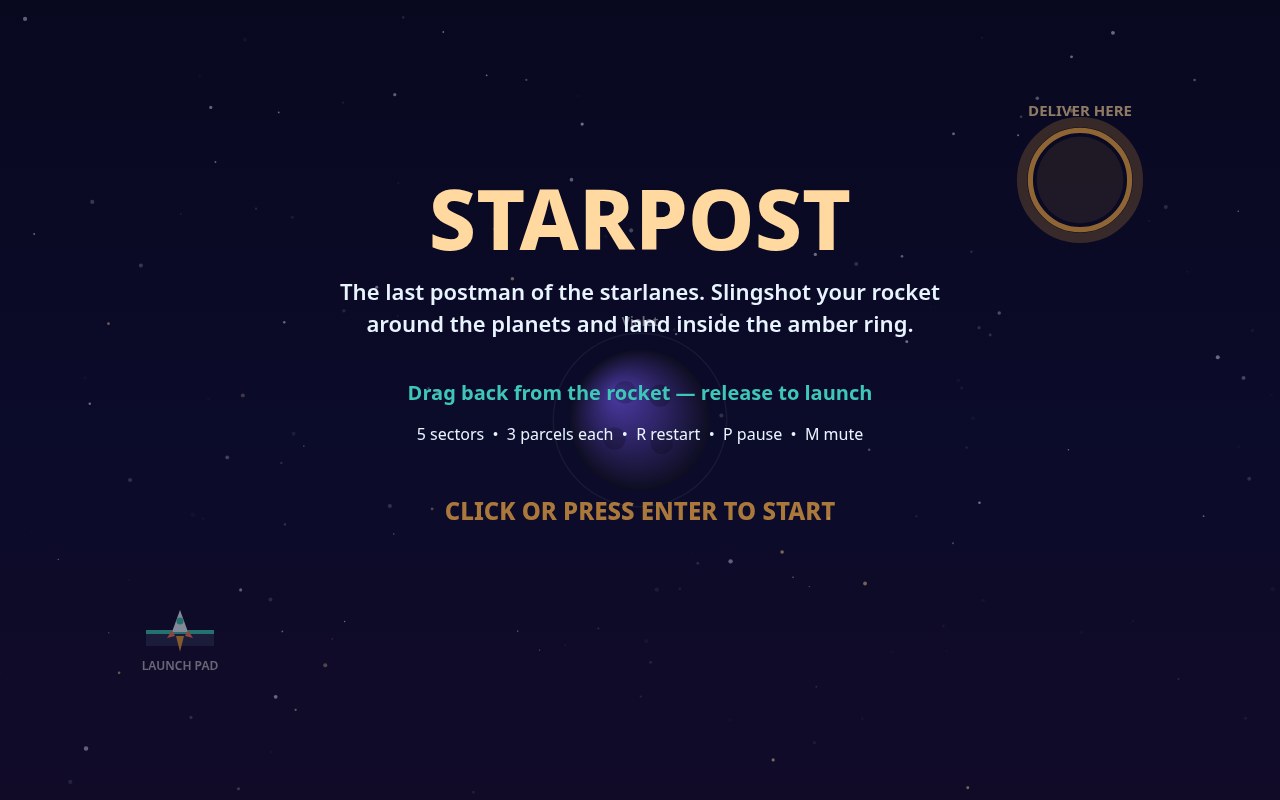 DELIVER HERE
STARPOST
The last postman of the starlanes. Slingshot your rocket
around the planets and land inside the amber ring.
Violet
Drag back from the rocket — release to launch
5 sectors • 3 parcels each • R restart • P pause • M mute
CLICK OR PRESS ENTER TO START
LAUNCH PAD